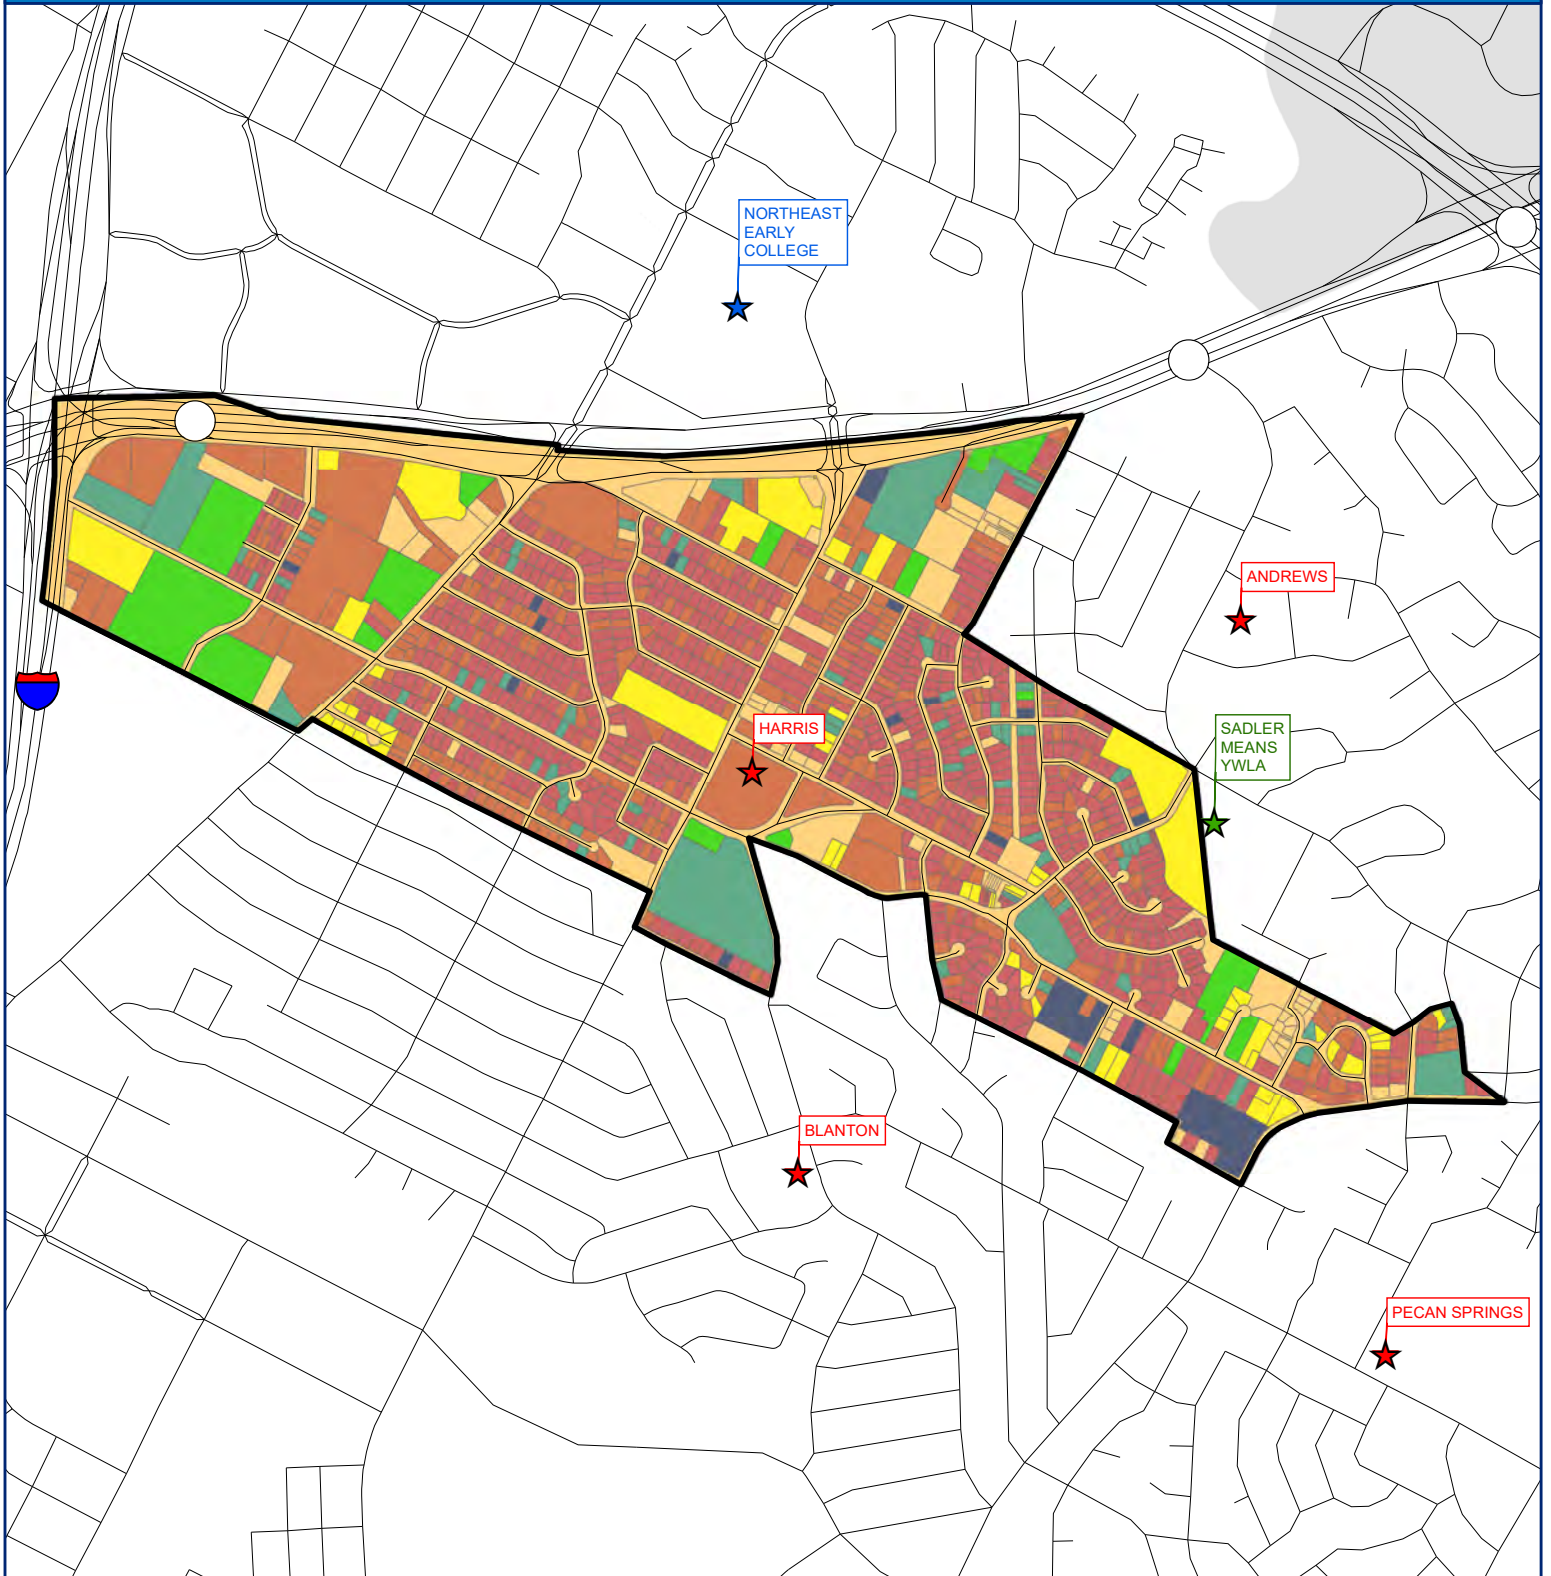 NORTHEAST
EARLY
COLLEGE
ANDREWS
HARRIS
SADLER
MEANS
YWLA
BLANTON
PECAN SPRINGS